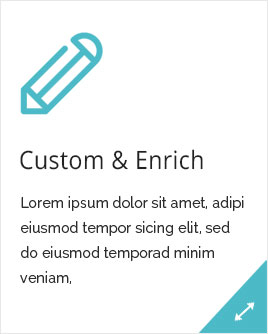 Custom & Enrich
Lorem ipsum dolor sit amet, adipi
eiusmod tempor sicing elit, sed
do eiusmod temporad minim
veniam,